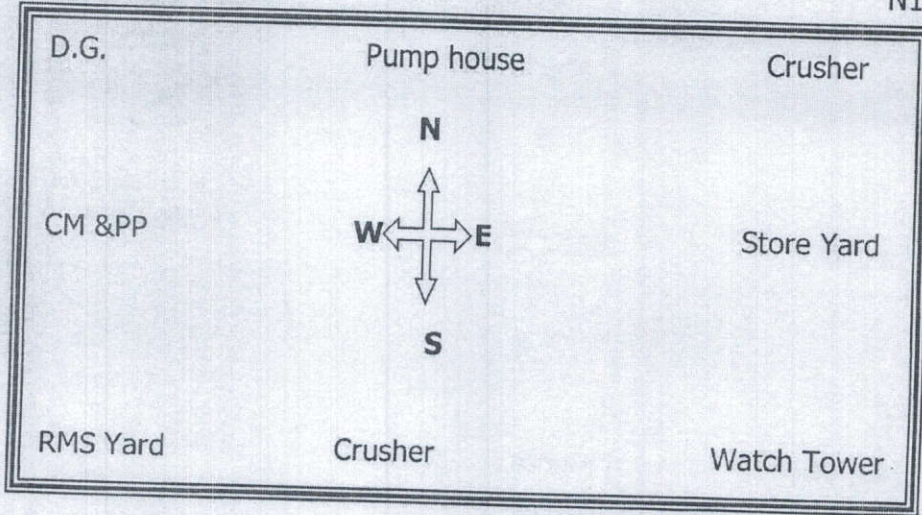 D.G. Pump house Crusher
N
CM &PP W E Store Yard
S
RMS Yard Crusher Watch Tower